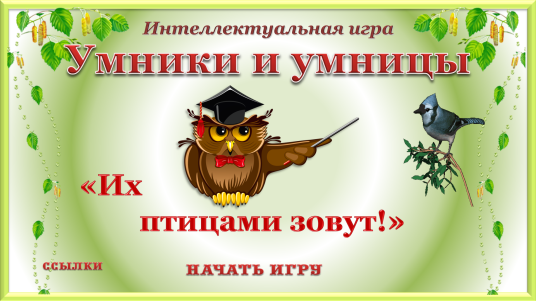 Интеллектуальная игра
Умники и умницы
«Их
птицами зовут!»
ссылки
НАЧАТЬ ИГРУ